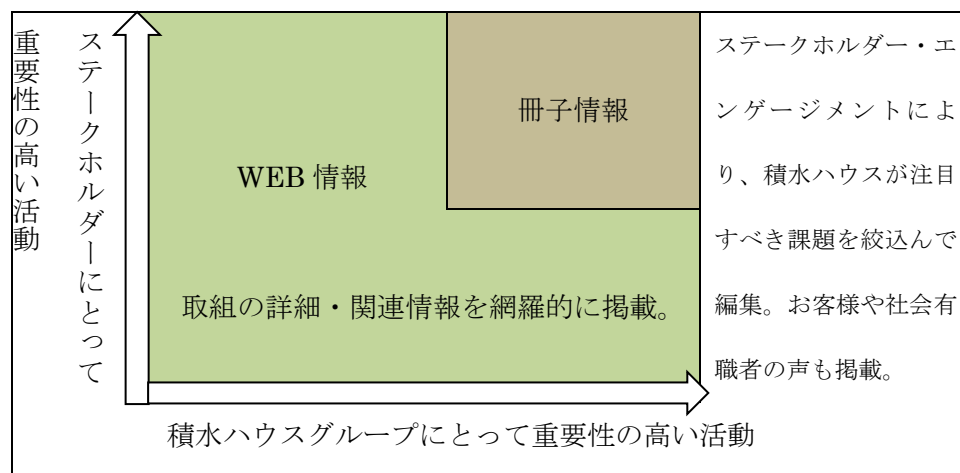 ステークホルダーにとって
重要性の高い活動
WEB 情報
冊子情報
取組の詳細・関連情報を網羅的に掲載。
積水ハウスグループにとって重要性の高い活動
ステークホルダー・エ
ンゲージメントによ
り、積水ハウスが注目
すべき課題を絞込んで
編集。お客様や社会有
職者の声も掲載。